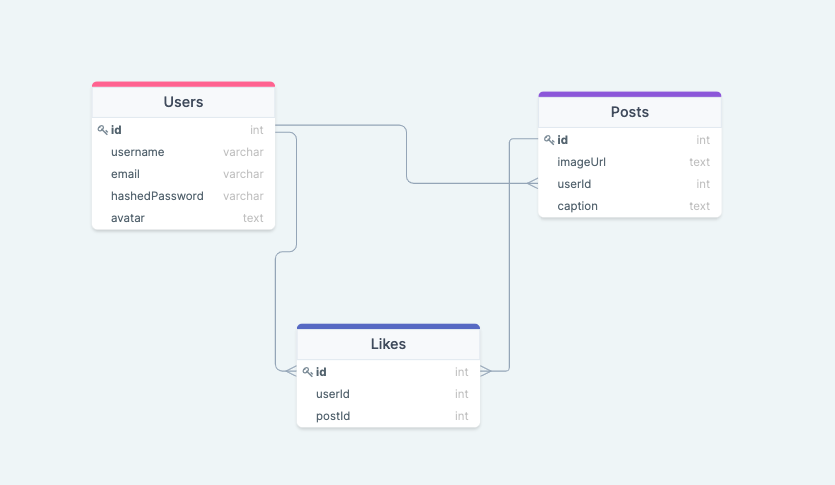 Users
id int
username varchar
email varchar
hashedPassword varchar
avatar text
Posts
id int
imageUrl text
userId int
caption text
Likes
id int
userId int
postId int